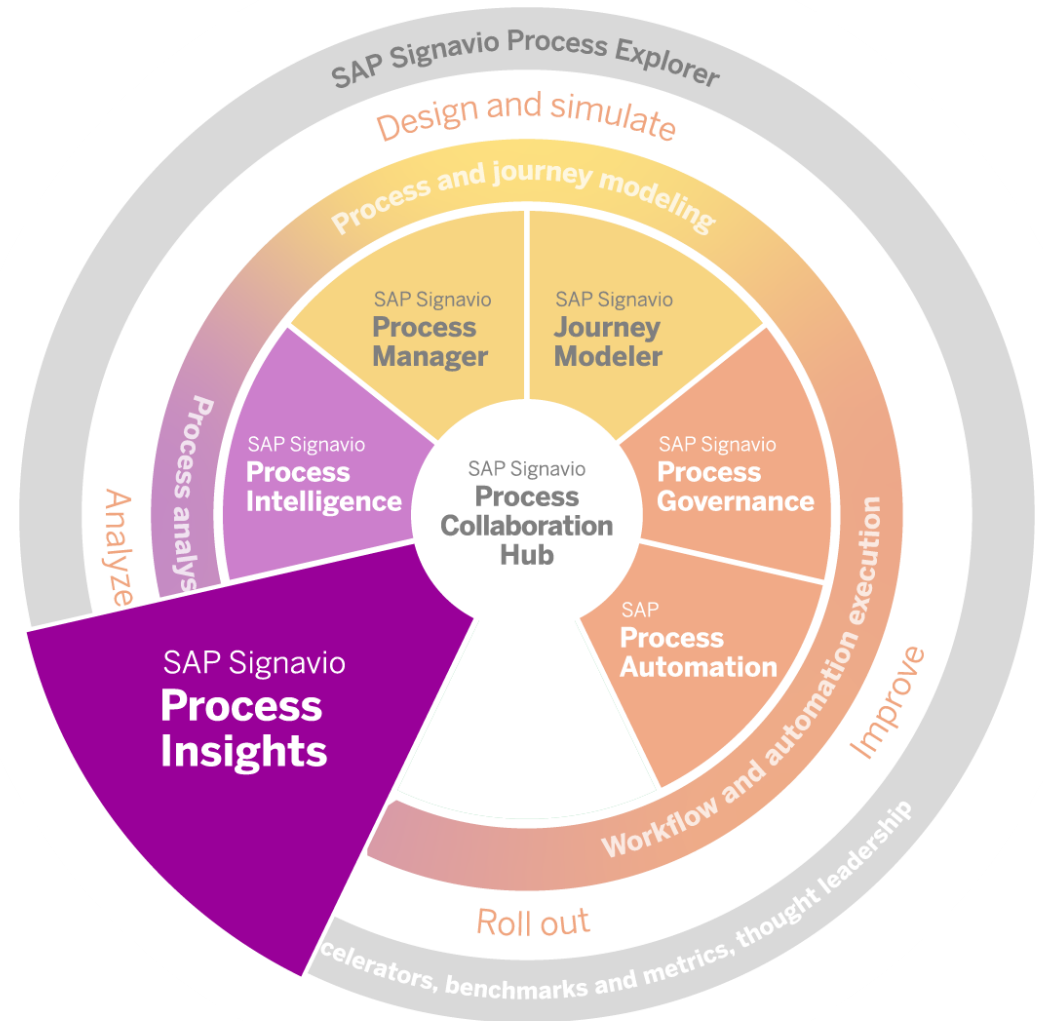 SAP Signavio Process Explorer
Design and simulate
Process and journey modeling
SAP Signavio
Process
Manager
SAP Signavio
Journey
Modeler
Process analys
SAP Signavio
Process
Intelligence
SAP Signavio
Process
Collaboration
Hub
SAP Signavio
Process
Governance
Analyze
SAP
Process
Automation
Workflow and automation execution
Improve
SAP Signavio
Process
Insights
Roll out
celerators, benchmarks and metrics, thought leadership